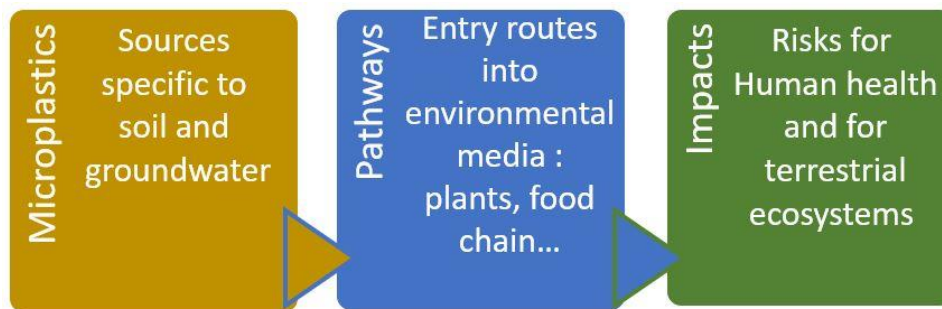 Microplastics
Sources
specific to
soil and
groundwater
Pathways
Entry routes
into
environmental
media :
plants, food
chain...
Impacts
Risks for
Human health
and for
terrestrial
ecosystems